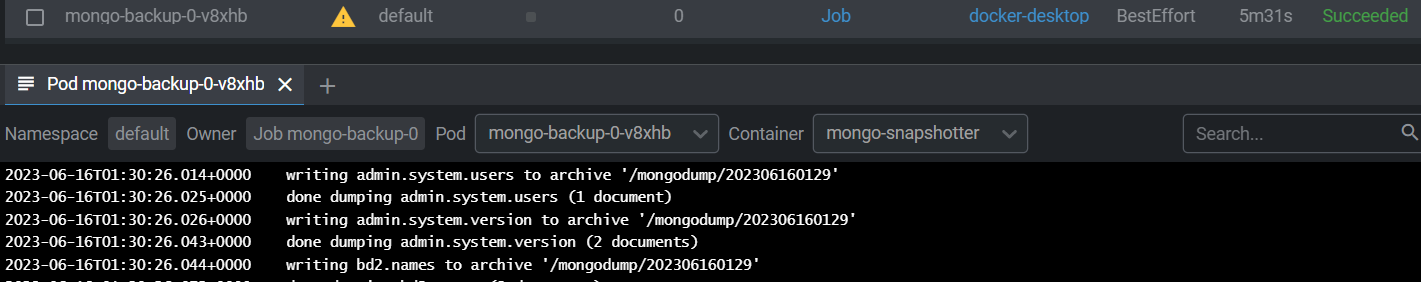 mongo-backup-0-v8xhb default 0 Job docker-desktop BestEffort 5m31s Succeeded
Pod mongo-backup-0-v8xhb
Namespace default Owner Job mongo-backup-0 Pod mongo-backup-0-v8xhb Container mongo-snapshotter Search...
2023-06-16T01:30:26.014+0000 writing admin.system.users to archive '/mongodump/202306160129'
2023-06-16T01:30:26.025+0000 done dumping admin.system.users (1 document)
2023-06-16T01:30:26.026+0000 writing admin.system.version to archive '/mongodump/202306160129'
2023-06-16T01:30:26.043+0000 done dumping admin.system.version (2 documents)
2023-06-16T01:30:26.044+0000 writing bd2.names to archive '/mongodump/202306160129'